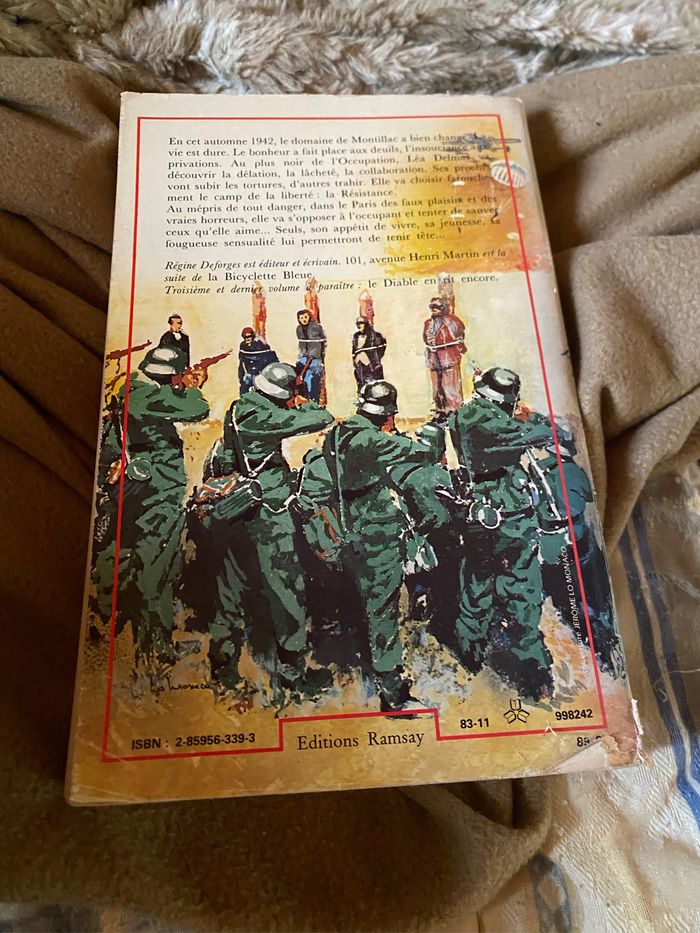 En cet automne 1942, le domaine de Montillac a bien
vie est dure. Le bonheur a fait place aux deuils, l'insouciance
privations. Au plus noir de l'Occupation, Léa Delmas
découvrir la délation, la lâcheté, la collaboration. Ses
vont subir les tortures, d'autres trahir. Elle va choisir
ment le camp de la liberté : la Résistance.
Au mépris de tout danger, dans le Paris des faux plaisirs et des
vraies horreurs, elle va s'opposer à l'occupant et tenter de sauver
ceux qu'elle aime... Seuls, son appétit de vivre, sa jeunesse, sa
fougueuse sensualité lui permettront de tenir tête...
Régine Deforges est éditeur et écrivain. 101, avenue Henri Martin est la
suite de la Bicyclette Bleue.
Troisième et dernier volume à paraître : le Diable en rit encore.
JEROME LO MONACO
Lo Monaco
ISBN : 2-85956-339-3
Editions Ramsay
83-11
998242